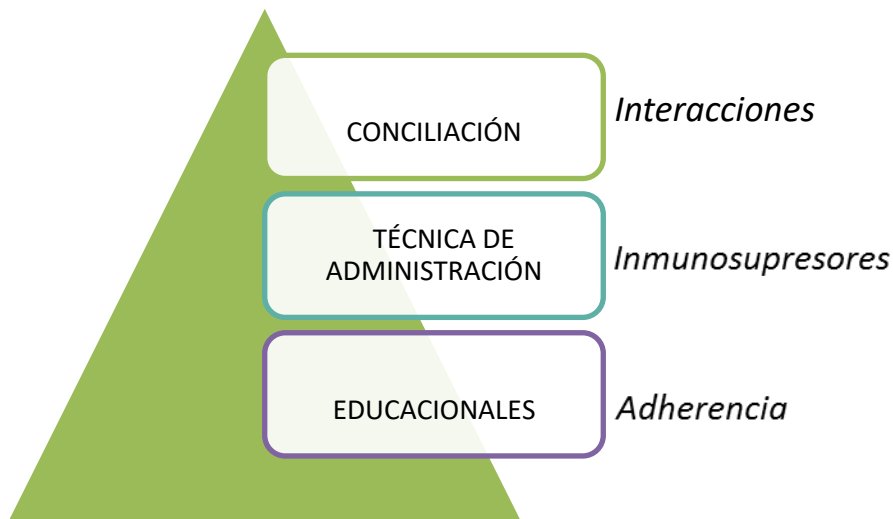 CONCILIACIÓN
Interacciones
TÉCNICA DE
ADMINISTRACIÓN
Inmunosupresores
EDUCACIONALES
Adherencia